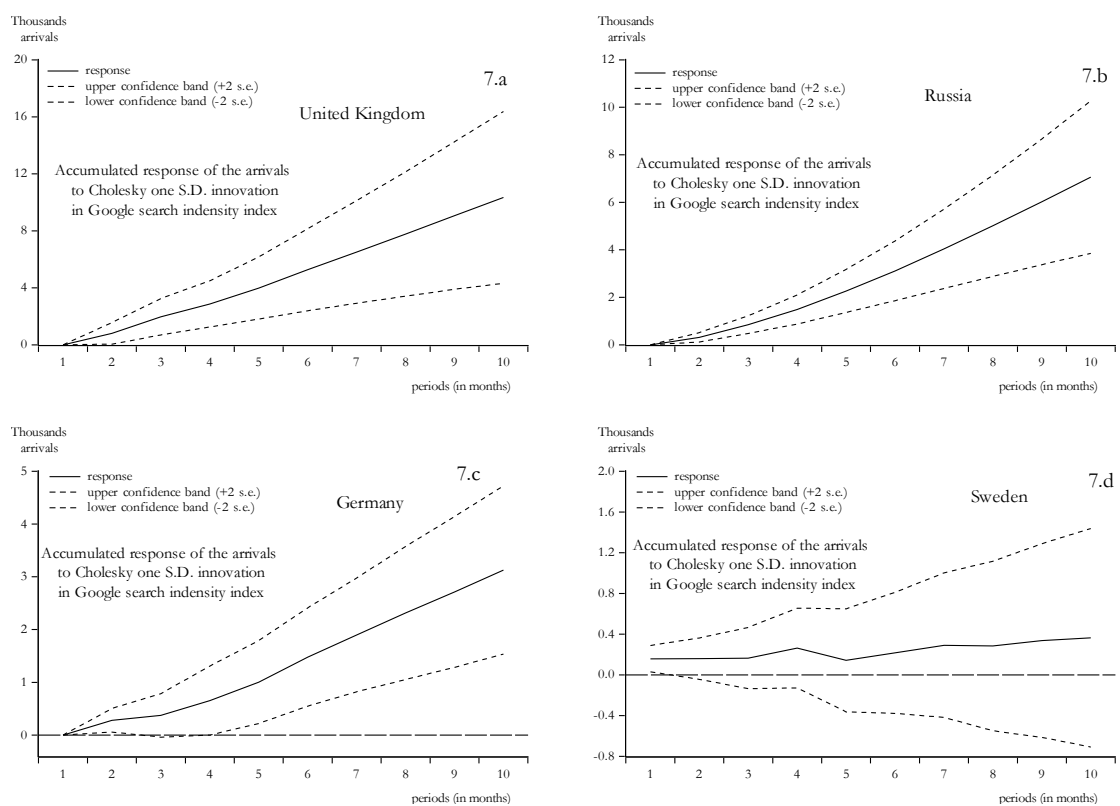 Thousands
arrivals
20
16
12
8
4
0
response
upper confidence band (+2 s.e.)
lower confidence band (-2 s.e.)
7.a
United Kingdom
Accumulated response of the arrivals
to Cholesky one S.D. innovation
in Google search indensity index
1 2 3 4 5 6 7 8 9 10
periods (in months)
Thousands
arrivals
12
10
8
6
4
2
0
response
upper confidence band (+2 s.e.)
lower confidence band (-2 s.e.)
7.b
Russia
Accumulated response of the arrivals
to Cholesky one S.D. innovation
in Google search indensity index
1 2 3 4 5 6 7 8 9 10
periods (in months)
Thousands
arrivals
5
4
3
2
1
0
response
upper confidence band (+2 s.e.)
lower confidence band (-2 s.e.)
7.c
Germany
Accumulated response of the arrivals
to Cholesky one S.D. innovation
in Google search indensity index
1 2 3 4 5 6 7 8 9 10
periods (in months)
Thousands
arrivals
2.0
1.6
1.2
0.8
0.4
0.0
-0.4
-0.8
response
upper confidence band (+2 s.e.)
lower confidence band (-2 s.e.)
7.d
Sweden
Accumulated response of the arrivals
to Cholesky one S.D. innovation
in Google search indensity index
1 2 3 4 5 6 7 8 9 10
periods (in months)